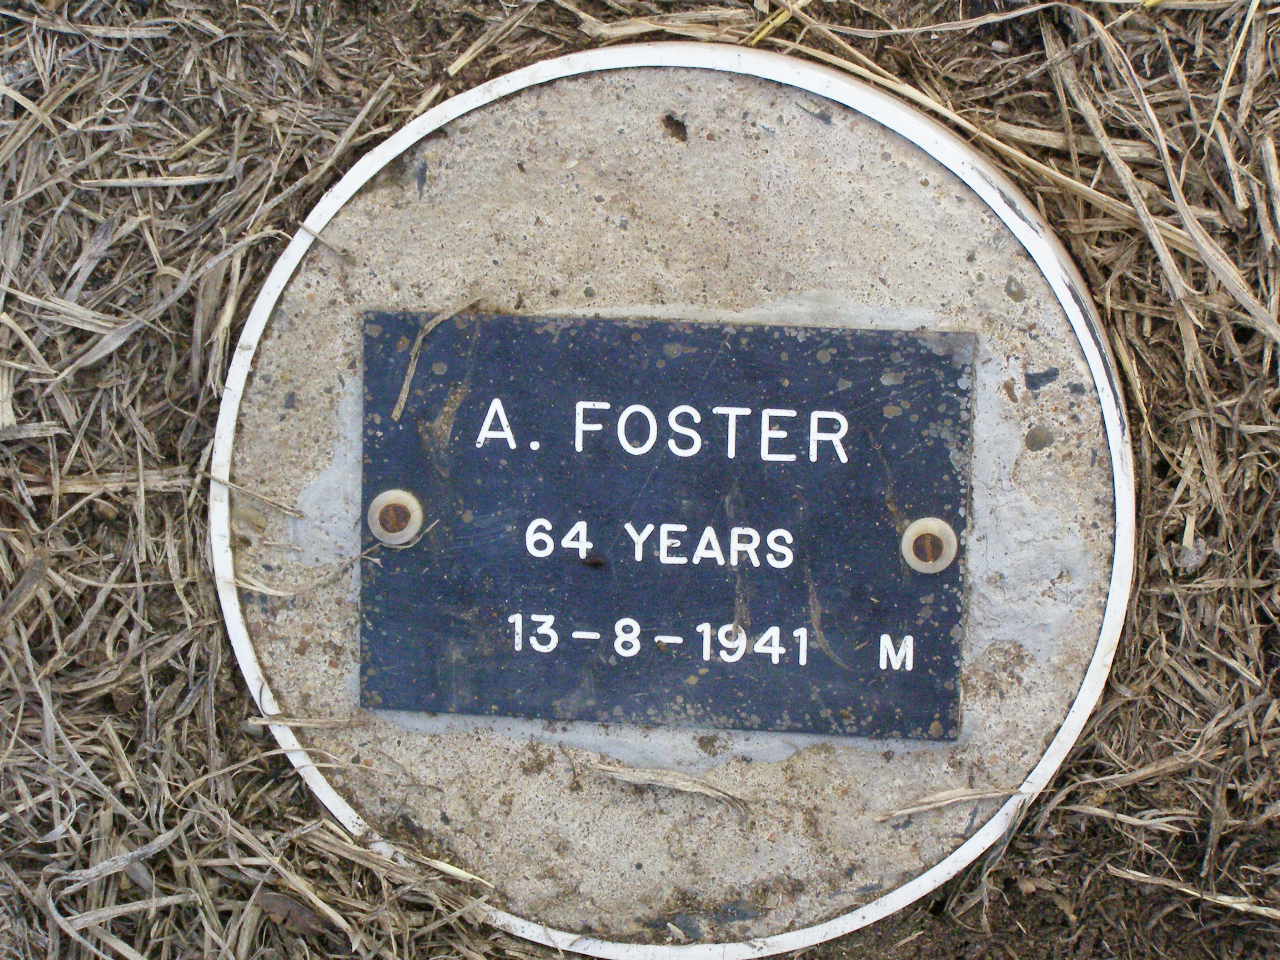 A. FOSTER
64 YEARS
13-8-1941 M